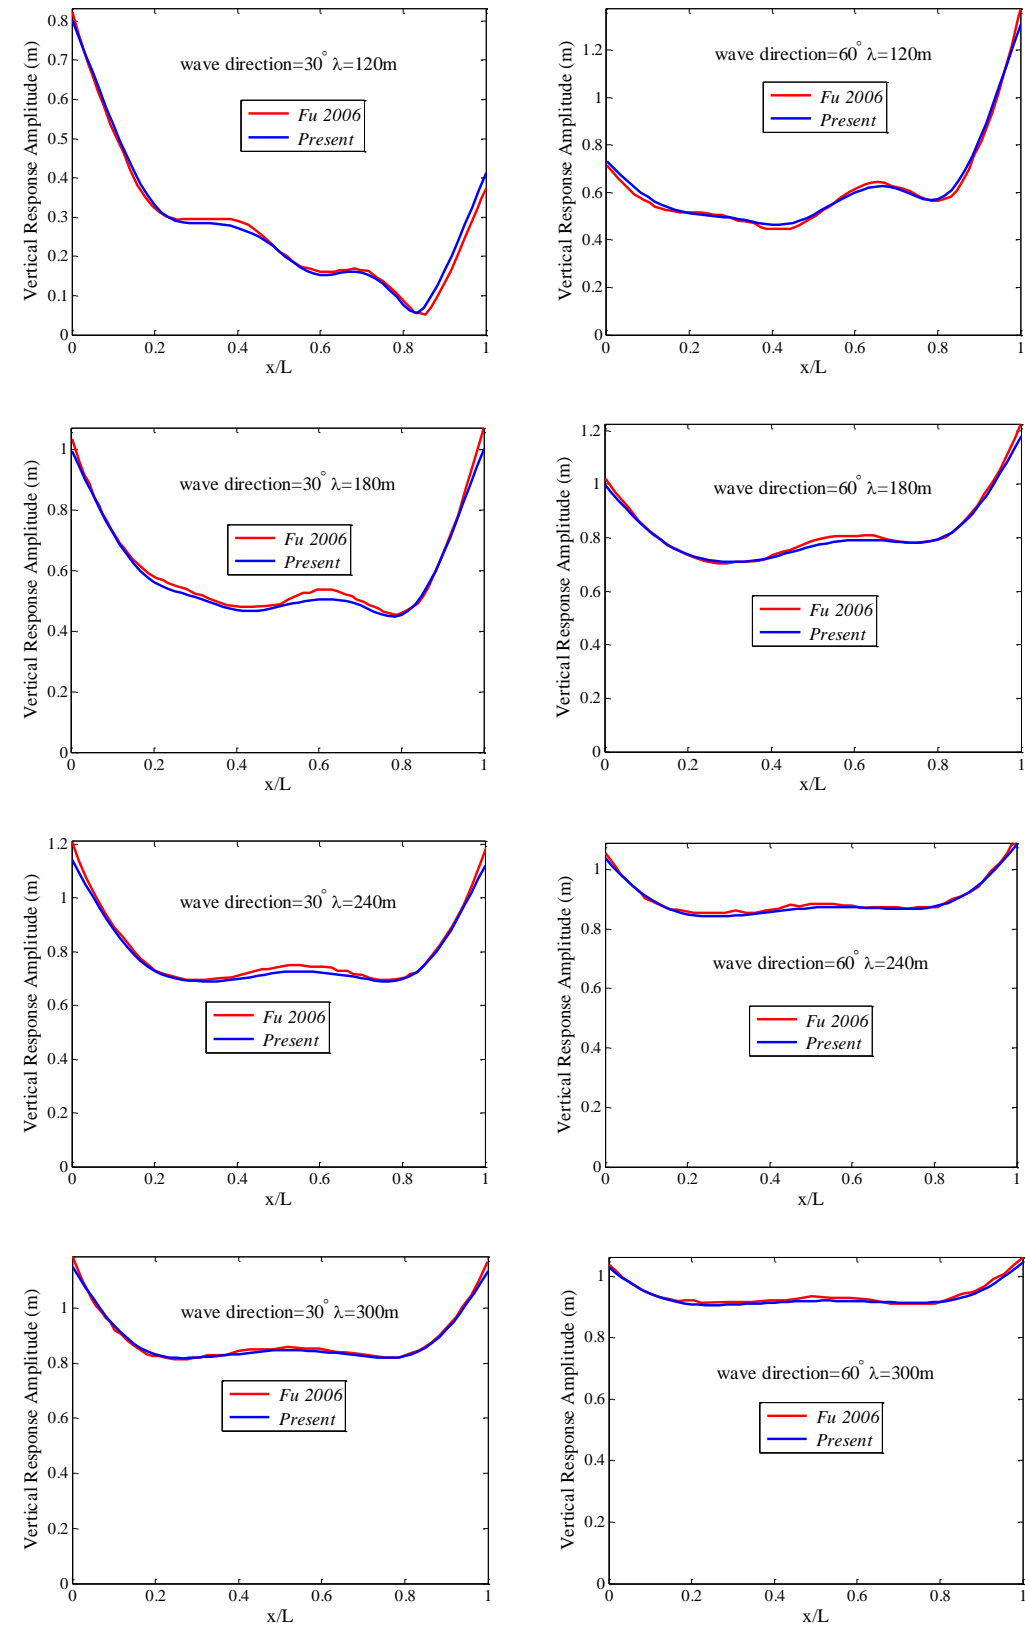 Vertical Response Amplitude (m)
0.8
0.7
0.6
0.5
0.4
0.3
0.2
0.1
0
wave direction=30° λ=120m
Fu 2006
Present
0 0.2 0.4 0.6 0.8 1
x/L
Vertical Response Amplitude (m)
1.2
1
0.8
0.6
0.4
0.2
0
wave direction=60° λ=120m
Fu 2006
Present
0 0.2 0.4 0.6 0.8 1
x/L
Vertical Response Amplitude (m)
1
0.8
0.6
0.4
0.2
0
wave direction=30° λ=180m
Fu 2006
Present
0 0.2 0.4 0.6 0.8 1
x/L
Vertical Response Amplitude (m)
1.2
1
0.8
0.6
0.4
0.2
0
wave direction=60° λ=180m
Fu 2006
Present
0 0.2 0.4 0.6 0.8 1
x/L
Vertical Response Amplitude (m)
1.2
1
0.8
0.6
0.4
0.2
0
wave direction=30° λ=240m
Fu 2006
Present
0 0.2 0.4 0.6 0.8 1
x/L
Vertical Response Amplitude (m)
1
0.8
0.6
0.4
0.2
0
wave direction=60° λ=240m
Fu 2006
Present
0 0.2 0.4 0.6 0.8 1
x/L
Vertical Response Amplitude (m)
1
0.8
0.6
0.4
0.2
0
wave direction=30° λ=300m
Fu 2006
Present
0 0.2 0.4 0.6 0.8 1
x/L
Vertical Response Amplitude (m)
1
0.8
0.6
0.4
0.2
0
wave direction=60° λ=300m
Fu 2006
Present
0 0.2 0.4 0.6 0.8 1
x/L